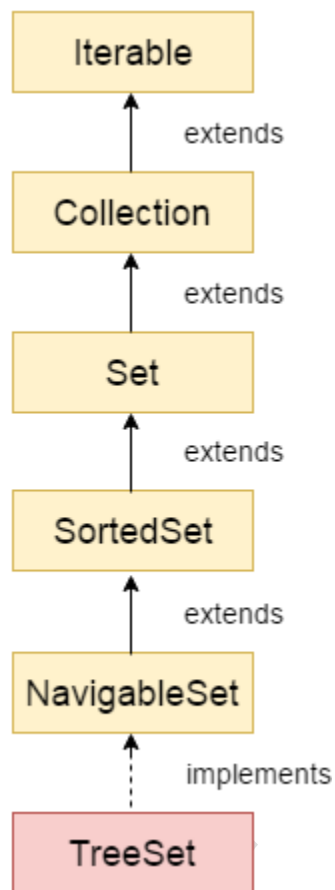 Iterable
extends
Collection
extends
Set
extends
SortedSet
extends
NavigableSet
implements
TreeSet